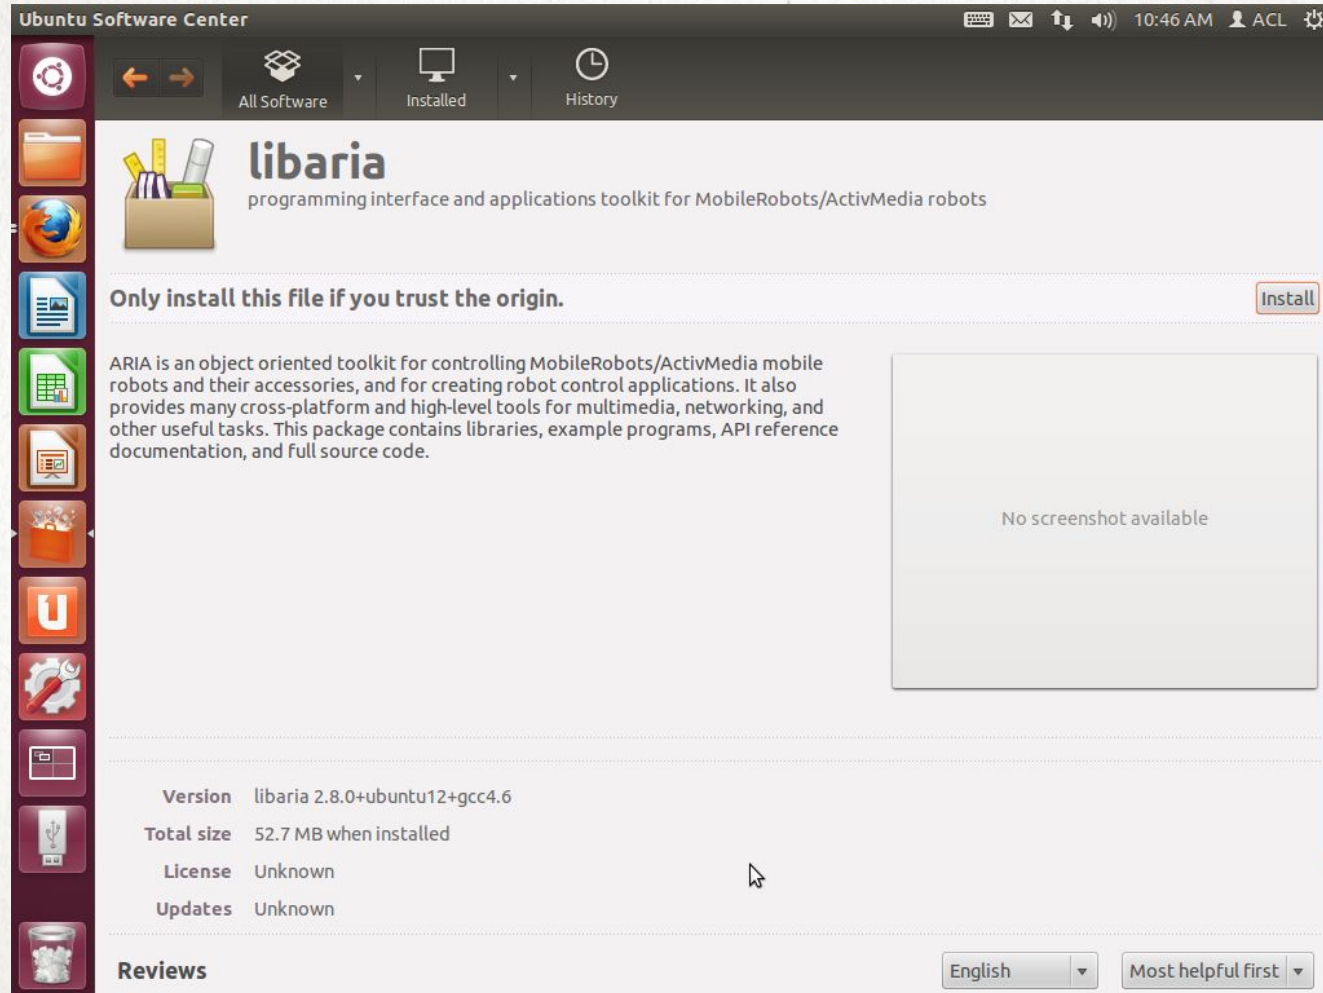 Ubuntu Software Center
10:46 AM ACL
All Software
Installed
History
libaria
programming interface and applications toolkit for MobileRobots/ActivMedia robots
Only install this file if you trust the origin.
Install
ARIA is an object oriented toolkit for controlling MobileRobots/ActivMedia mobile
robots and their accessories, and for creating robot control applications. It also
provides many cross-platform and high-level tools for multimedia, networking, and
other useful tasks. This package contains libraries, example programs, API reference
documentation, and full source code.
No screenshot available
Version libaria 2.8.0+ubuntu12+gcc4.6
Total size 52.7 MB when installed
License Unknown
Updates Unknown
Reviews
English
Most helpful first